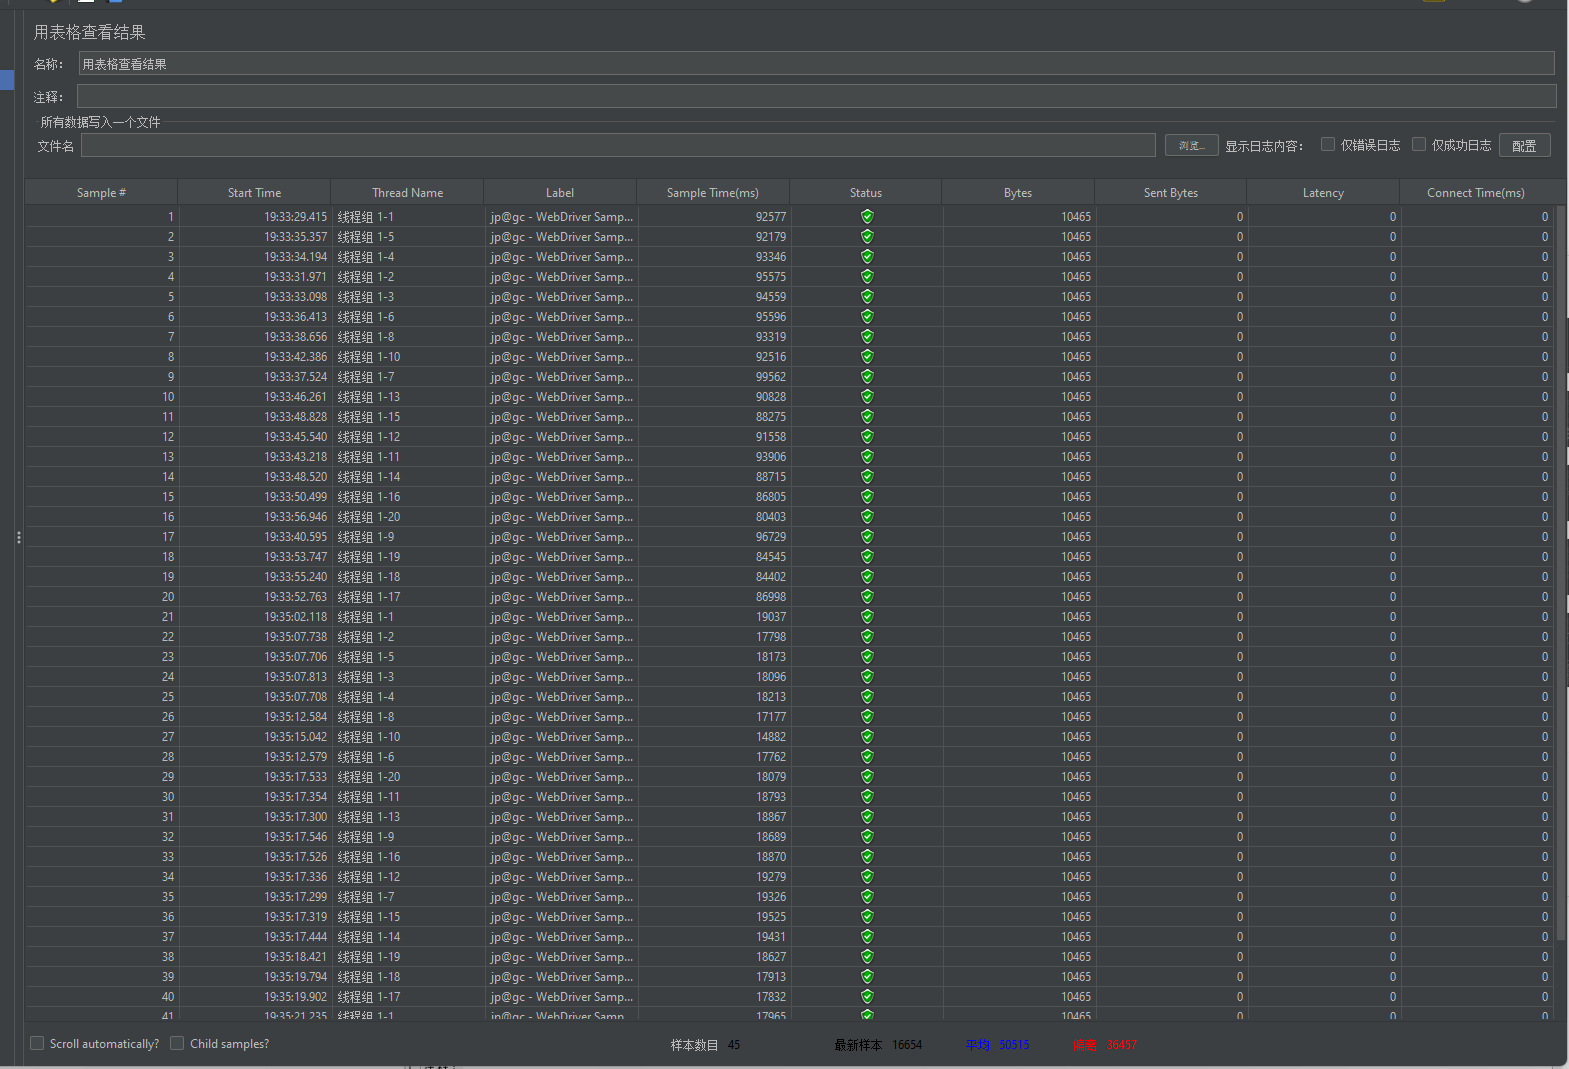 用表格查看结果
名称： 用表格查看结果
注释：
所有数据写入一个文件
文件名 浏览... 显示日志内容： 仅错误日志 仅成功日志 配置
Sample # Start Time Thread Name Label Sample Time(ms) Status Bytes Sent Bytes Latency Connect Time(ms)
1 19:33:29.415 线程组 1-1 jp@gc - WebDriver Samp... 92577 10465 0 0 0
2 19:33:35.357 线程组 1-5 jp@gc - WebDriver Samp... 92179 10465 0 0 0
3 19:33:34.194 线程组 1-4 jp@gc - WebDriver Samp... 93346 10465 0 0 0
4 19:33:31.971 线程组 1-2 jp@gc - WebDriver Samp... 95575 10465 0 0 0
5 19:33:33.098 线程组 1-3 jp@gc - WebDriver Samp... 94559 10465 0 0 0
6 19:33:36.413 线程组 1-6 jp@gc - WebDriver Samp... 95596 10465 0 0 0
7 19:33:38.656 线程组 1-8 jp@gc - WebDriver Samp... 93319 10465 0 0 0
8 19:33:42.386 线程组 1-10 jp@gc - WebDriver Samp... 92516 10465 0 0 0
9 19:33:37.524 线程组 1-7 jp@gc - WebDriver Samp... 99562 10465 0 0 0
10 19:33:46.261 线程组 1-13 jp@gc - WebDriver Samp... 90828 10465 0 0 0
11 19:33:48.828 线程组 1-15 jp@gc - WebDriver Samp... 88275 10465 0 0 0
12 19:33:45.540 线程组 1-12 jp@gc - WebDriver Samp... 91558 10465 0 0 0
13 19:33:43.218 线程组 1-11 jp@gc - WebDriver Samp... 93906 10465 0 0 0
14 19:33:48.520 线程组 1-14 jp@gc - WebDriver Samp... 88715 10465 0 0 0
15 19:33:50.499 线程组 1-16 jp@gc - WebDriver Samp... 86805 10465 0 0 0
16 19:33:56.946 线程组 1-20 jp@gc - WebDriver Samp... 80403 10465 0 0 0
17 19:33:40.595 线程组 1-9 jp@gc - WebDriver Samp... 96729 10465 0 0 0
18 19:33:53.747 线程组 1-19 jp@gc - WebDriver Samp... 84545 10465 0 0 0
19 19:33:55.240 线程组 1-18 jp@gc - WebDriver Samp... 84402 10465 0 0 0
20 19:33:52.763 线程组 1-17 jp@gc - WebDriver Samp... 86998 10465 0 0 0
21 19:35:02.118 线程组 1-1 jp@gc - WebDriver Samp... 19037 10465 0 0 0
22 19:35:07.738 线程组 1-2 jp@gc - WebDriver Samp... 17798 10465 0 0 0
23 19:35:07.706 线程组 1-5 jp@gc - WebDriver Samp... 18173 10465 0 0 0
24 19:35:07.813 线程组 1-3 jp@gc - WebDriver Samp... 18096 10465 0 0 0
25 19:35:07.708 线程组 1-4 jp@gc - WebDriver Samp... 18213 10465 0 0 0
26 19:35:12.584 线程组 1-8 jp@gc - WebDriver Samp... 17177 10465 0 0 0
27 19:35:15.042 线程组 1-10 jp@gc - WebDriver Samp... 14882 10465 0 0 0
28 19:35:12.579 线程组 1-6 jp@gc - WebDriver Samp... 17762 10465 0 0 0
29 19:35:17.533 线程组 1-20 jp@gc - WebDriver Samp... 18079 10465 0 0 0
30 19:35:17.354 线程组 1-11 jp@gc - WebDriver Samp... 18793 10465 0 0 0
31 19:35:17.300 线程组 1-13 jp@gc - WebDriver Samp... 18867 10465 0 0 0
32 19:35:17.546 线程组 1-9 jp@gc - WebDriver Samp... 18689 10465 0 0 0
33 19:35:17.526 线程组 1-16 jp@gc - WebDriver Samp... 18870 10465 0 0 0
34 19:35:17.336 线程组 1-12 jp@gc - WebDriver Samp... 19279 10465 0 0 0
35 19:35:17.299 线程组 1-7 jp@gc - WebDriver Samp... 19326 10465 0 0 0
36 19:35:17.319 线程组 1-15 jp@gc - WebDriver Samp... 19525 10465 0 0 0
37 19:35:17.444 线程组 1-14 jp@gc - WebDriver Samp... 19431 10465 0 0 0
38 19:35:18.421 线程组 1-19 jp@gc - WebDriver Samp... 18627 10465 0 0 0
39 19:35:19.794 线程组 1-18 jp@gc - WebDriver Samp... 17913 10465 0 0 0
40 19:35:19.902 线程组 1-17 jp@gc - WebDriver Samp... 17832 10465 0 0 0
41 19:35:21.235 线程组 1-1 jp@gc - WebDriver Samp... 17965 10465 0 0 0
Scroll automatically? Child samples? 样本数目 45 最新样本 16654 平均 50515 偏离 36457